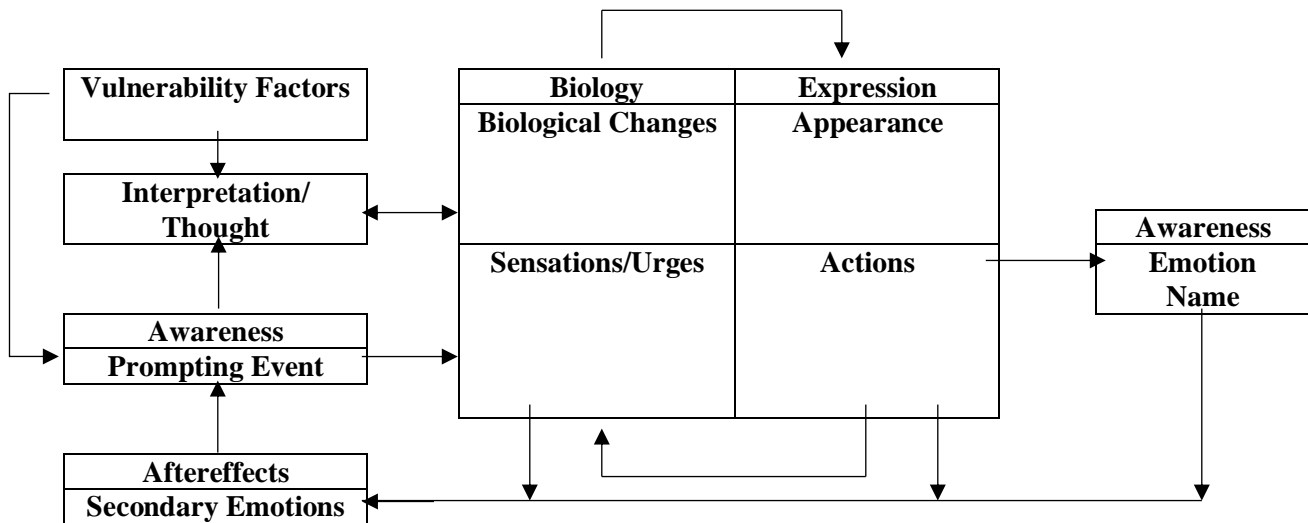 Vulnerability Factors
Interpretation/
Thought
Awareness
Prompting Event
Aftereffects
Secondary Emotions
Biology
Expression
Biological Changes
Appearance
Sensations/Urges
Actions
Awareness
Emotion
Name